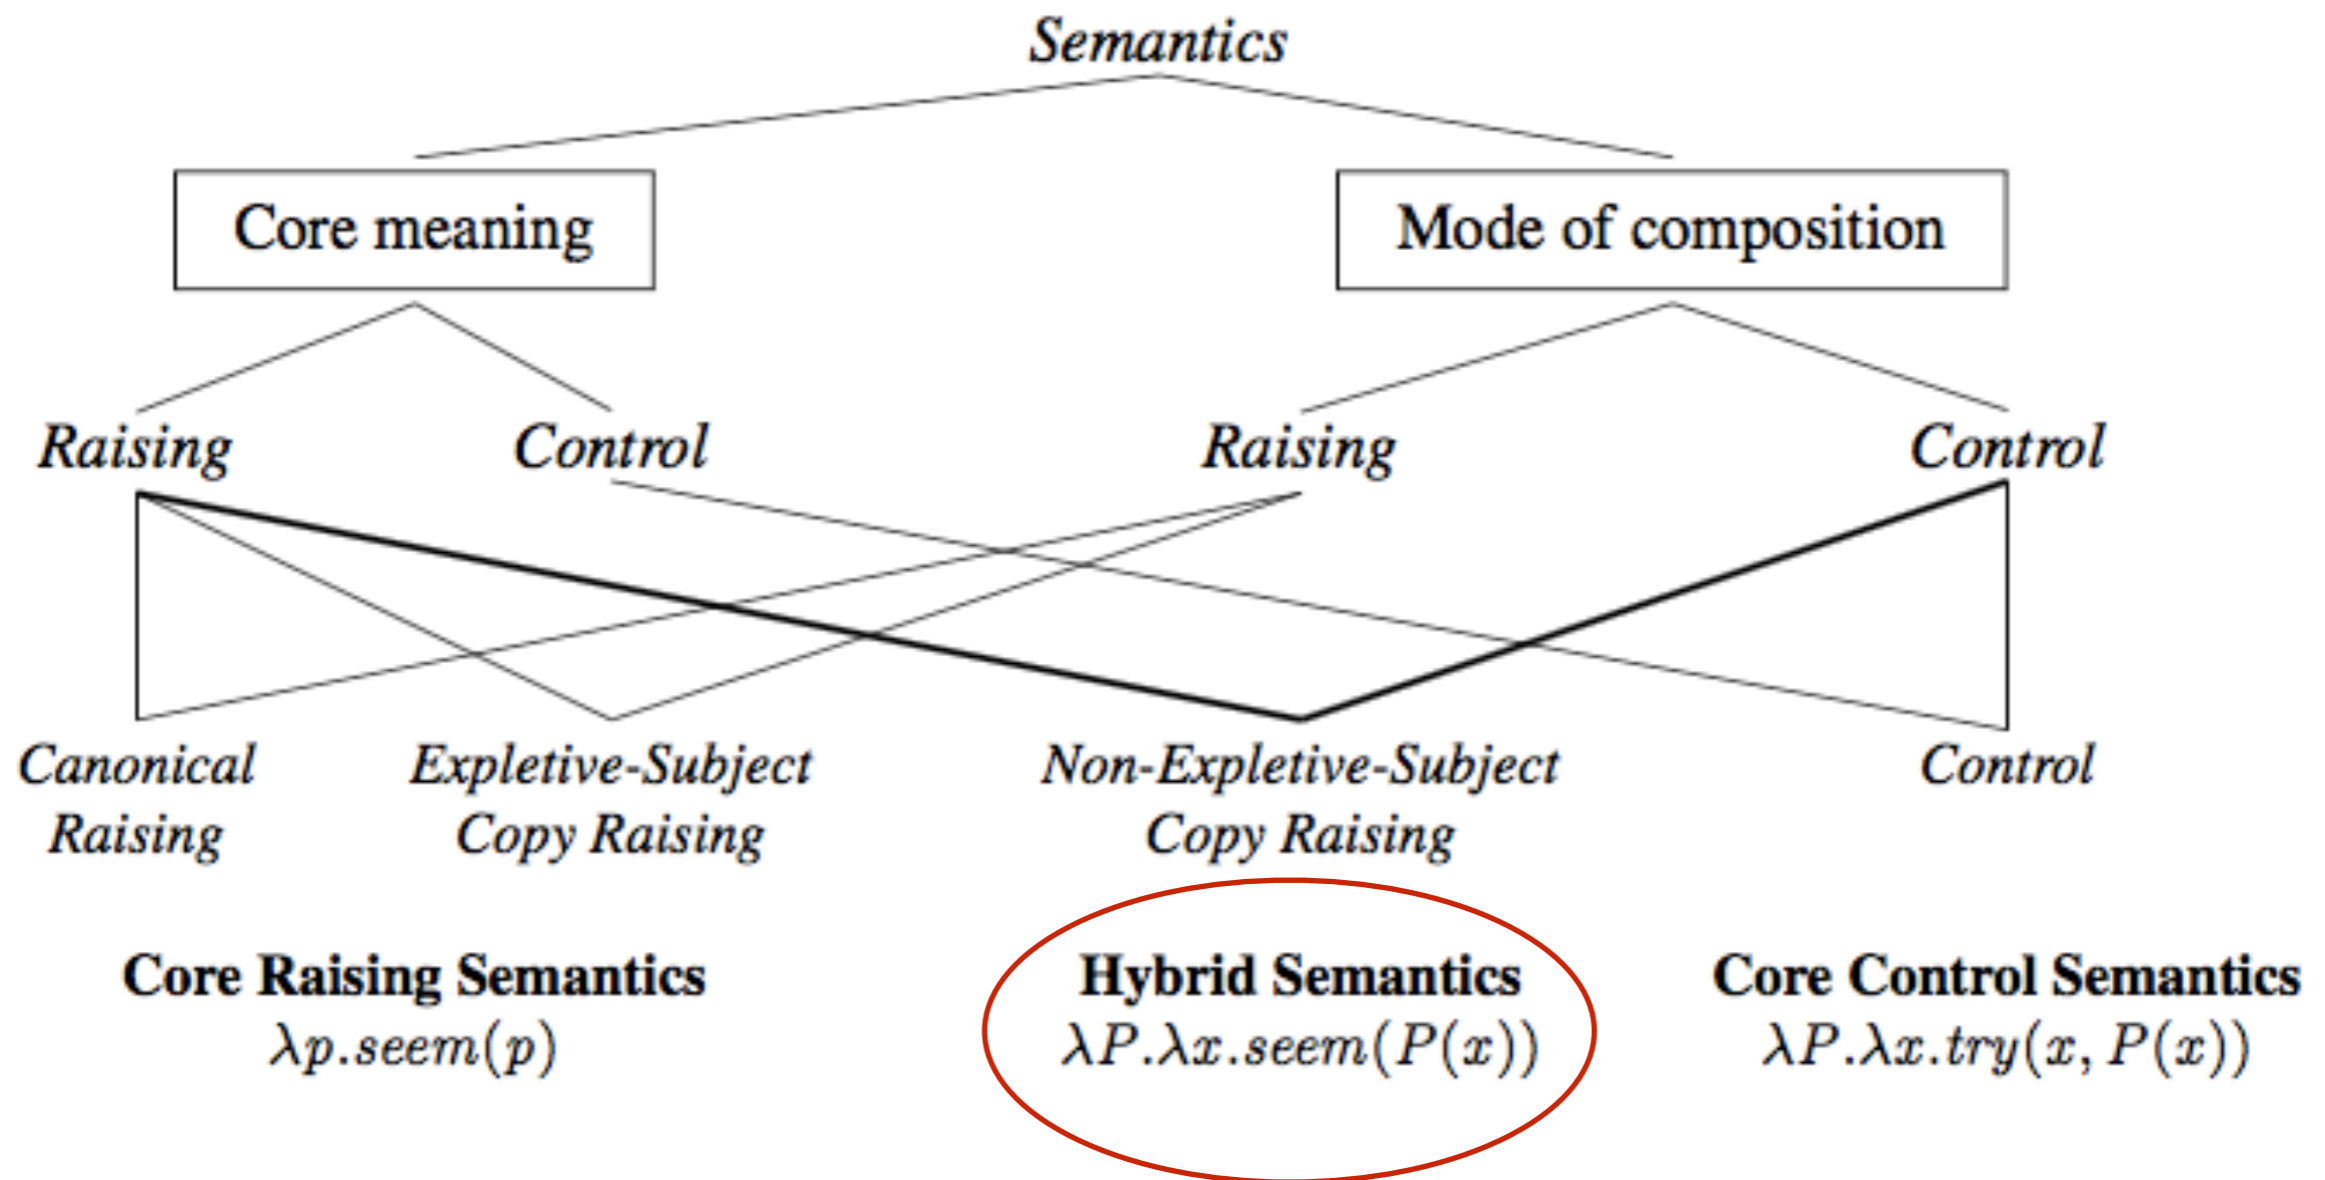 Semantics
Core meaning
Mode of composition
Raising
Control
Raising
Control
Canonical
Raising
Expletive-Subject
Copy Raising
Non-Expletive-Subject
Copy Raising
Control
Core Raising Semantics
λp.seem(p)
Hybrid Semantics
λP.λx.seem(P(x))
Core Control Semantics
λP.λx.try(x, P(x))